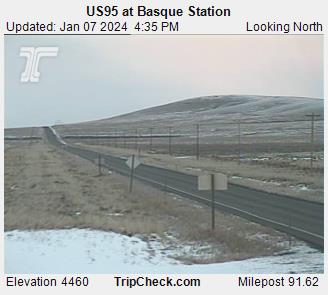 US95 at Basque Station
Updated: Jan 07 2024 4:35 PM Looking North
Elevation 4460 TripCheck.com Milepost 91.62